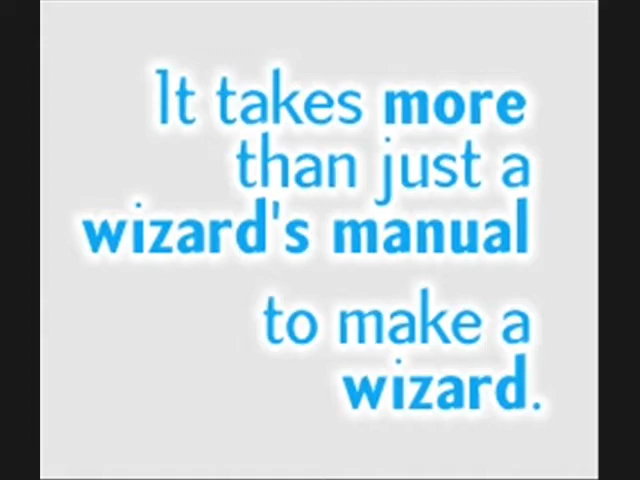 It takes more
than just a
wizard's manual
to make a
wizard.